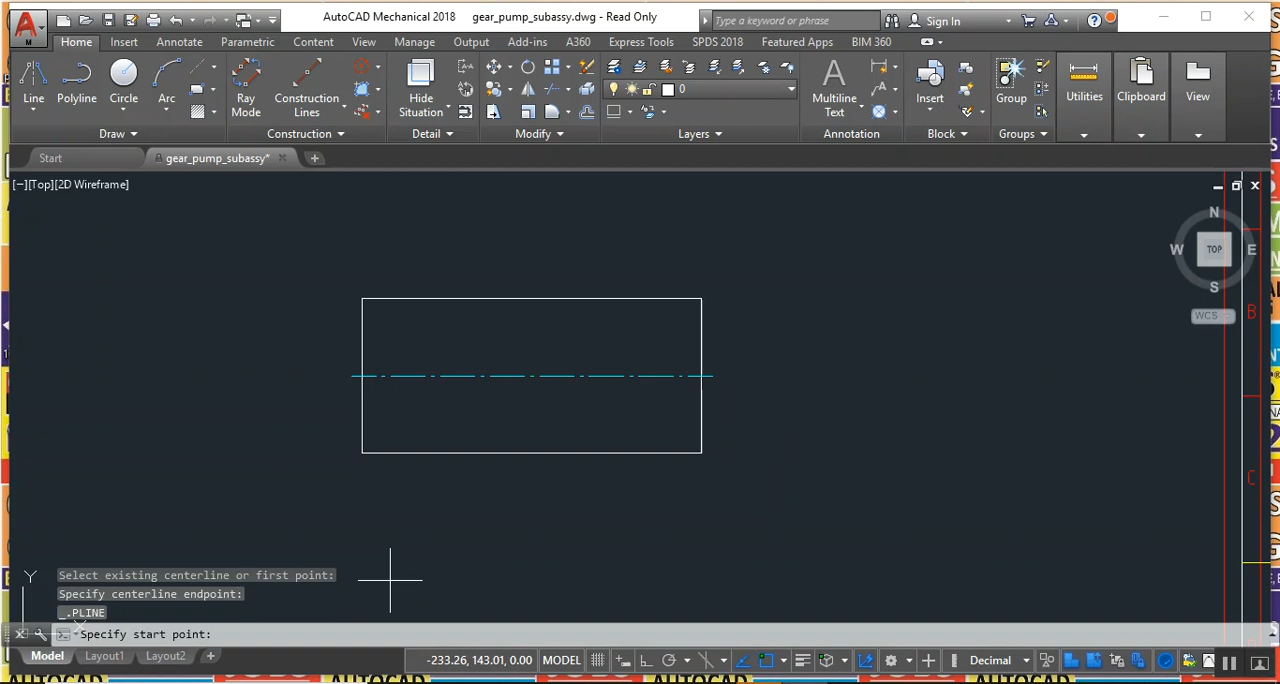 AutoCAD Mechanical 2018 gear_pump_subassy.dwg - Read Only
Type a keyword or phrase
Sign In
Home Insert Annotate Parametric Content View Manage Output Add-ins A360 Express Tools SPDS 2018 Featured Apps BIM 360
Line Polyline Circle Arc
Ray Mode
Construction Lines
Hide Situation
0
Multiline Text
Insert
Group
Utilities
Clipboard
View
Draw Construction Detail Modify Layers Annotation Block Groups
Start gear_pump_subassy*
[−][Top][2D Wireframe]
N
W TOP E
S
WCS
B
C
Y
Select existing centerline or first point:
Specify centerline endpoint:
_.PLINE
Specify start point:
Model Layout1 Layout2
-233.26, 143.01, 0.00 MODEL Decimal